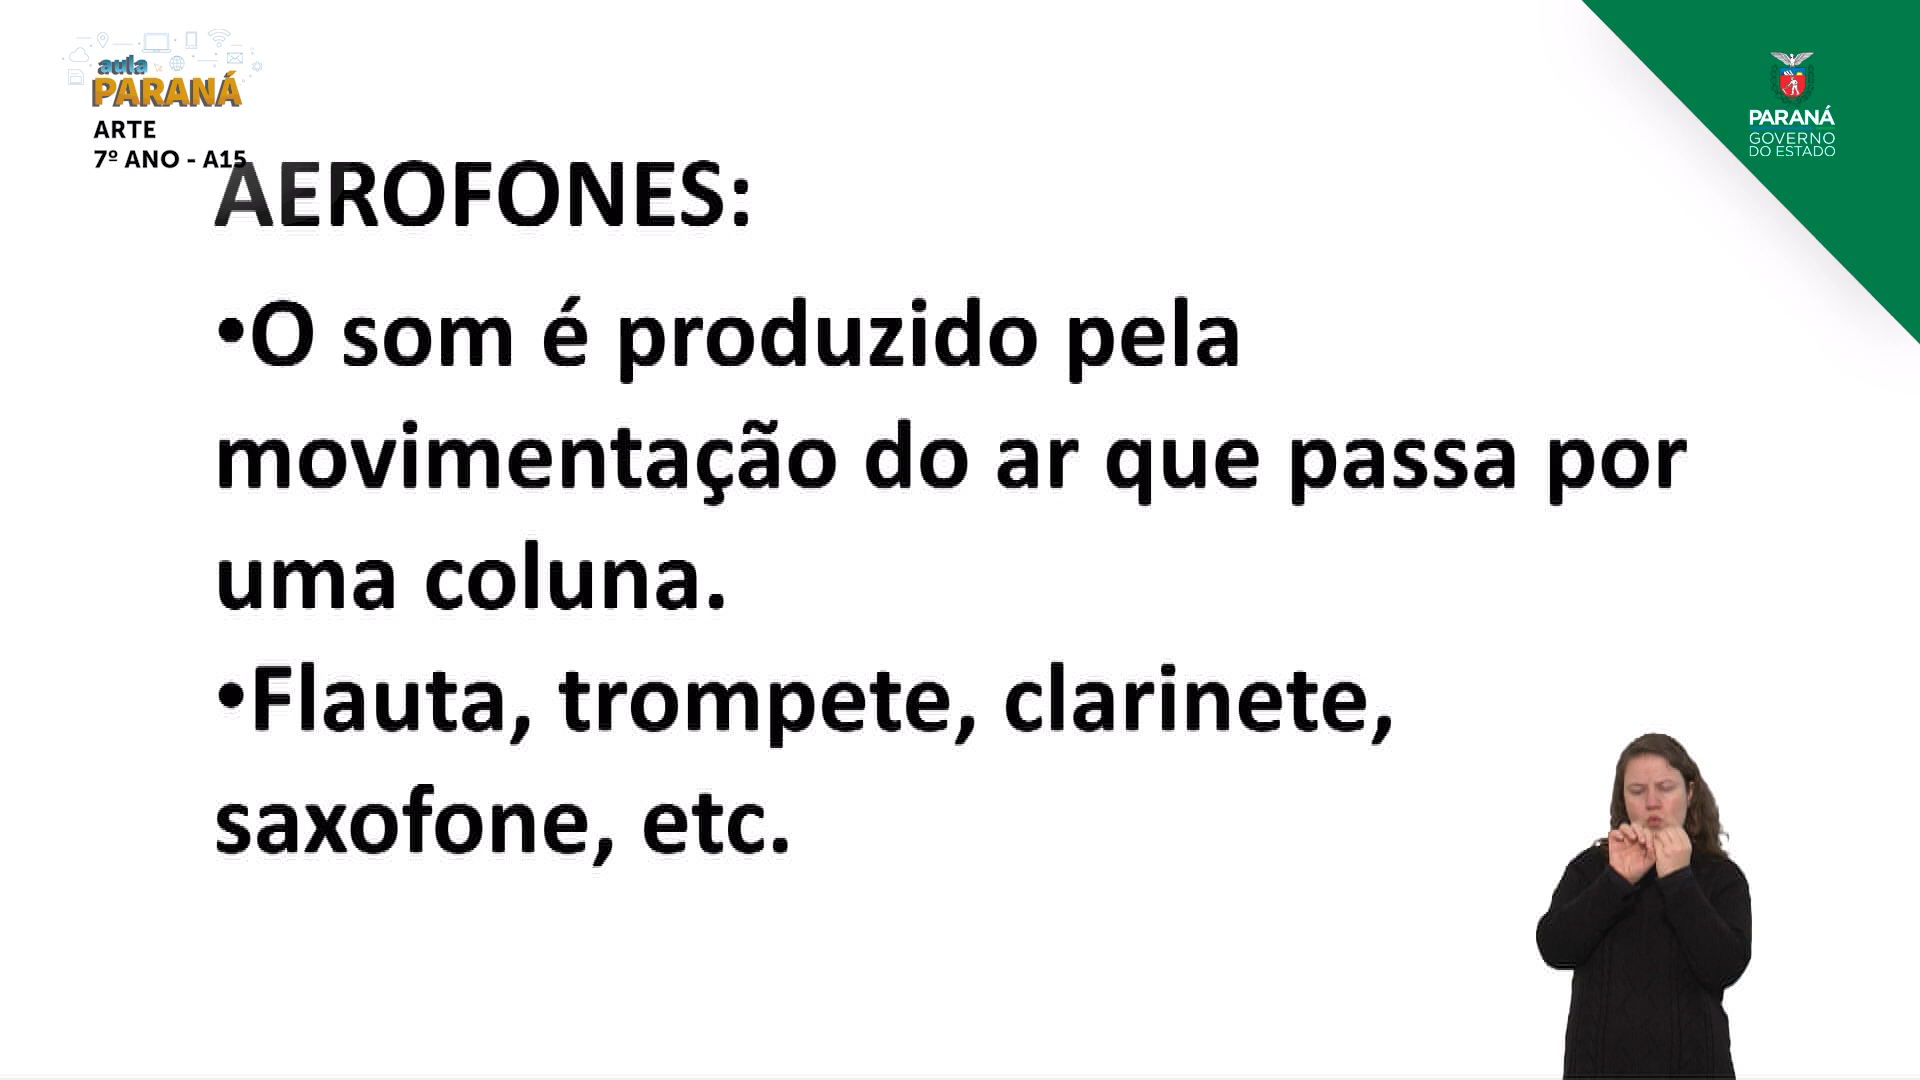 aula
PARANÁ
ARTE
7º ANO - A15
PARANÁ
GOVERNO
DO ESTADO
AEROFONES:
•O som é produzido pela
movimentação do ar que passa por
uma coluna.
•Flauta, trompete, clarinete,
saxofone, etc.